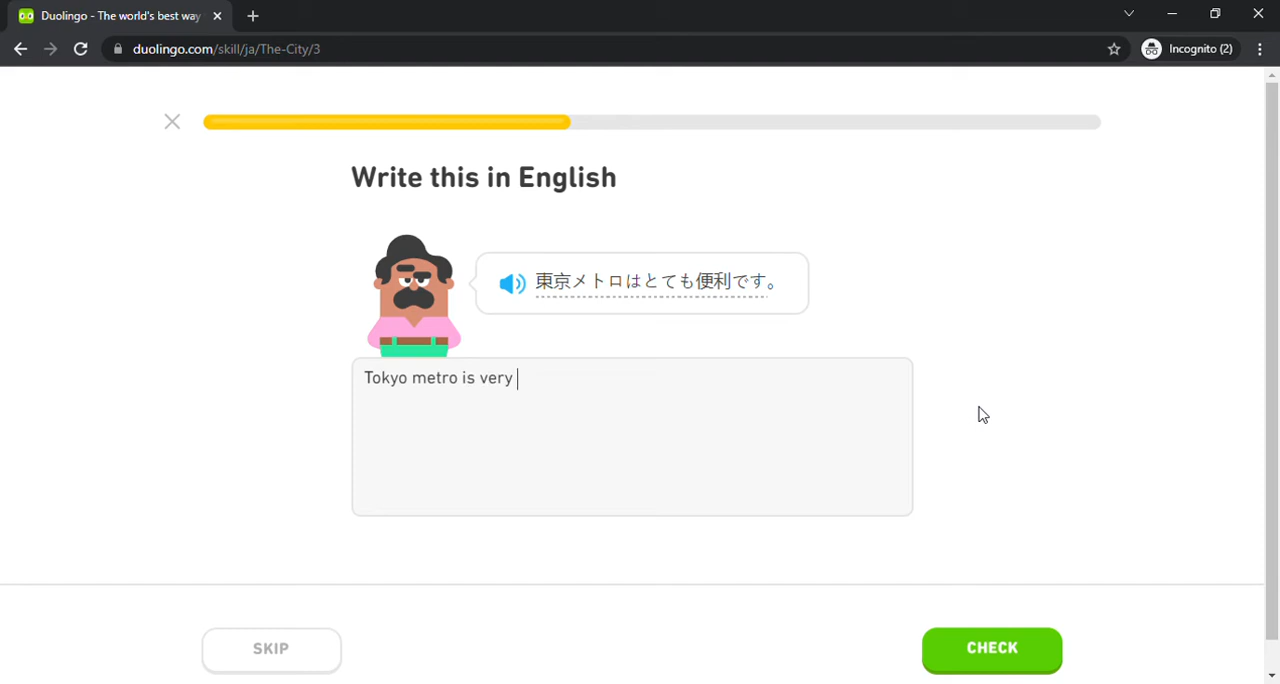 Duolingo - The world's best way
duolingo.com/skill/ja/The-City/3
Incognito (2)
Write this in English
東京メトロはとても便利です。
Tokyo metro is very
SKIP
CHECK